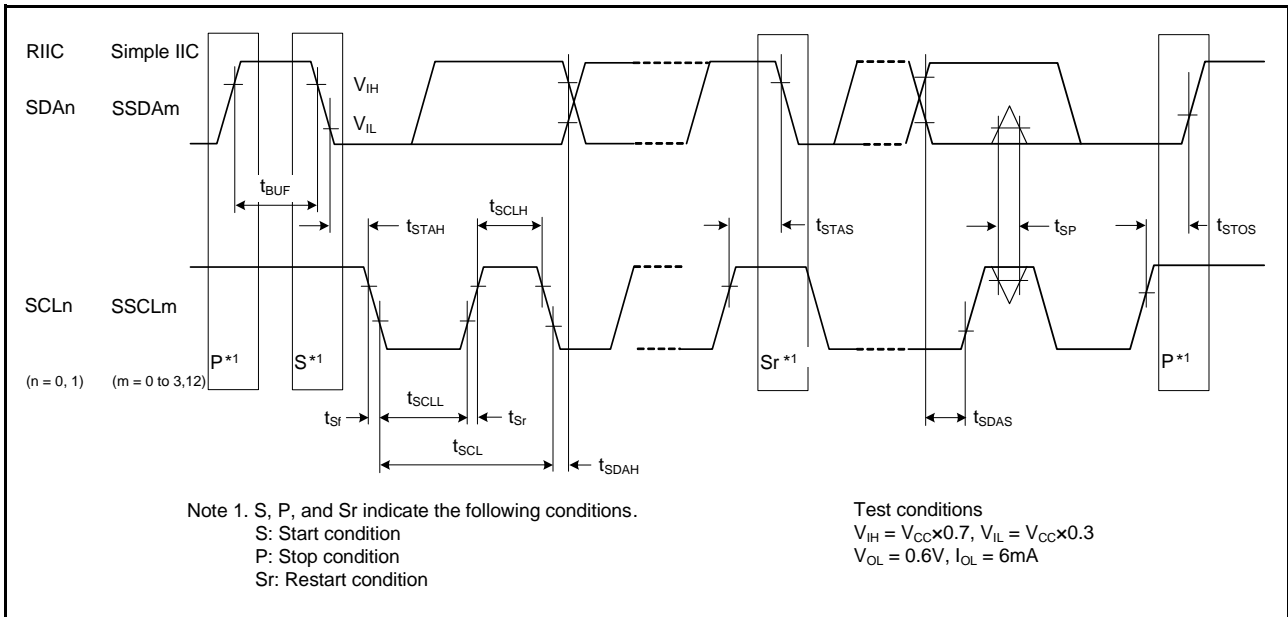 RIIC Simple IIC
SDAn SSDAm
VIH
VIL
tBUF
tSTAH
tSCLH
tSTAS
tSP
tSTOS
SCLn SSCLm
(n = 0, 1) (m = 0 to 3,12)
P*1
S*1
Sr*1
P*1
tSf
tSCLL
tSr
tSCL
tSDAH
tSDAS
Note 1. S, P, and Sr indicate the following conditions.
S: Start condition
P: Stop condition
Sr: Restart condition
Test conditions
VIH = VCC×0.7, VIL = VCC×0.3
VOL = 0.6V, IOL = 6mA